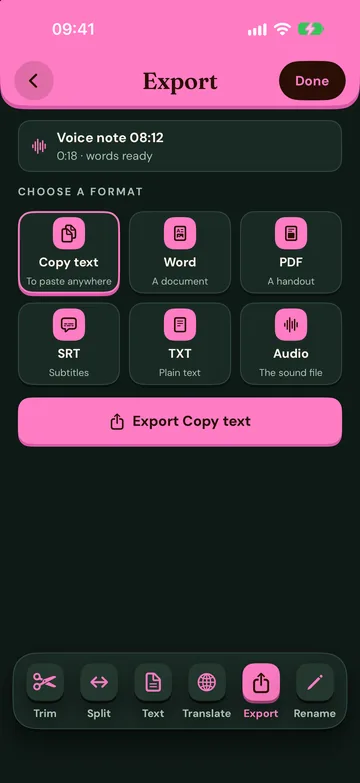 09:41
Export
Done
Voice note 08:12
0:18 · words ready
CHOOSE A FORMAT
Copy text
To paste anywhere
Word
A document
PDF
A handout
SRT
Subtitles
TXT
Plain text
Audio
The sound file
Export Copy text
Trim
Split
Text
Translate
Export
Rename